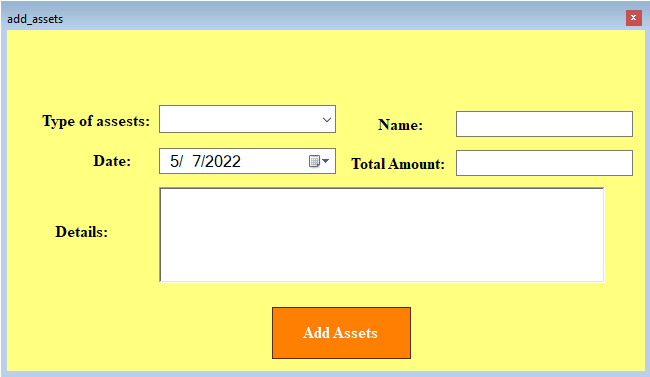 add_assets
x
Type of assests:
Name:
Date:
5/ 7/2022
Total Amount:
Details:
Add Assets